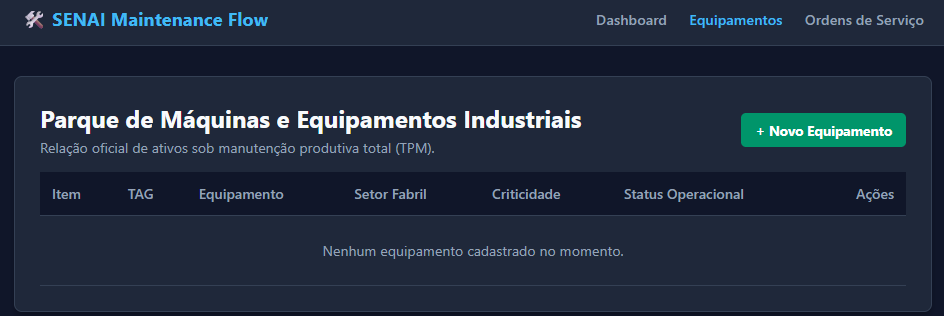 🛠 SENAI Maintenance Flow
Dashboard Equipamentos Ordens de Serviço
Parque de Máquinas e Equipamentos Industriais
Relação oficial de ativos sob manutenção produtiva total (TPM).
+ Novo Equipamento
Item TAG Equipamento Setor Fabril Criticidade Status Operacional Ações
Nenhum equipamento cadastrado no momento.